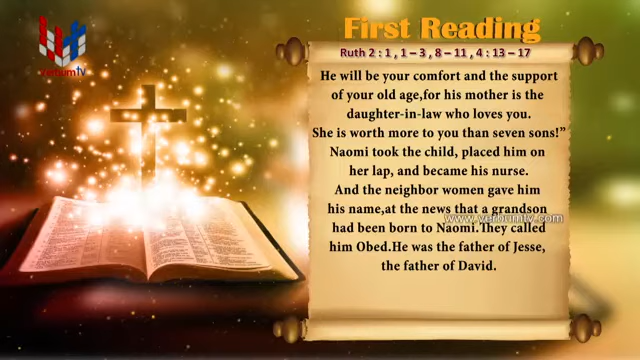 First Reading
verbumtv
Ruth 2 : 1 , 1 – 3 , 8 – 11 , 4 : 13 – 17
He will be your comfort and the support
of your old age,for his mother is the
daughter-in-law who loves you.
She is worth more to you than seven sons!”
Naomi took the child, placed him on
her lap, and became his nurse.
And the neighbor women gave him
his name,at the news that a grandson
www.verbumtv.com
had been born to Naomi.They called
him Obed.He was the father of Jesse,
the father of David.